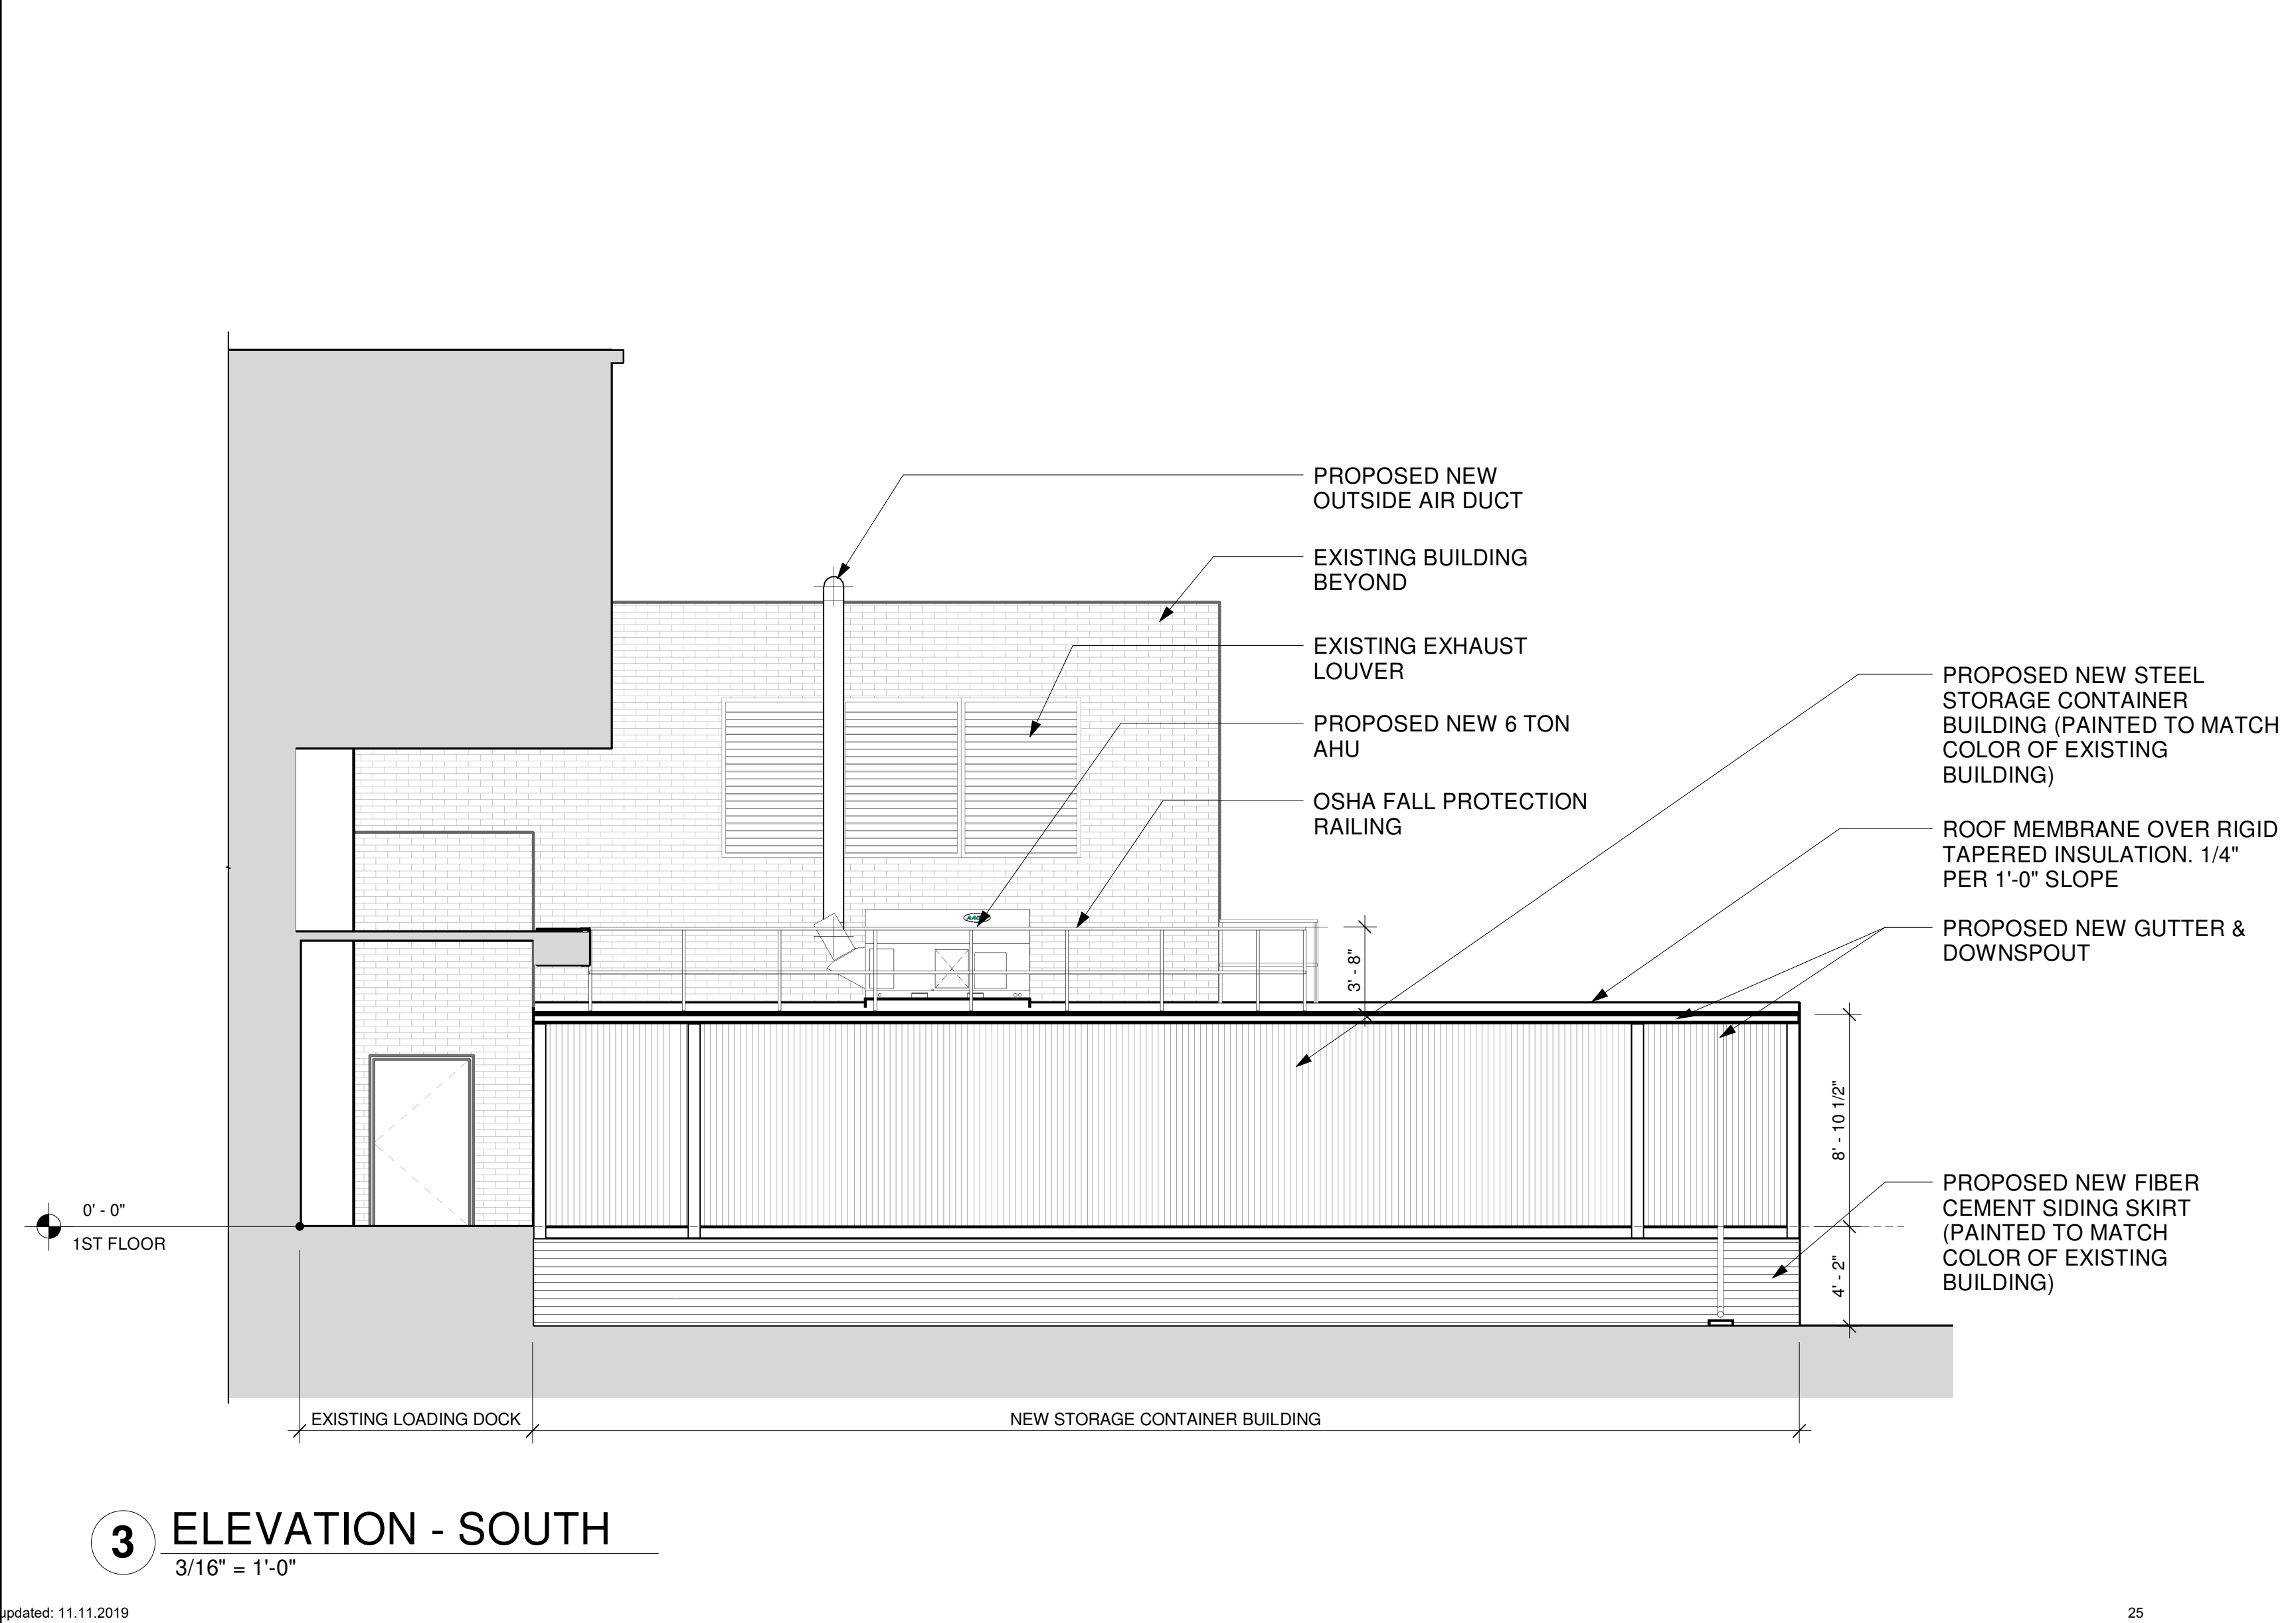 PROPOSED NEW
OUTSIDE AIR DUCT
EXISTING BUILDING
BEYOND
EXISTING EXHAUST
LOUVER
PROPOSED NEW 6 TON
AHU
OSHA FALL PROTECTION
RAILING
PROPOSED NEW STEEL
STORAGE CONTAINER
BUILDING (PAINTED TO MATCH
COLOR OF EXISTING
BUILDING)
ROOF MEMBRANE OVER RIGID
TAPERED INSULATION. 1/4"
PER 1'-0" SLOPE
PROPOSED NEW GUTTER &
DOWNSPOUT
3' - 8"
8' - 10 1/2"
PROPOSED NEW FIBER
CEMENT SIDING SKIRT
(PAINTED TO MATCH
COLOR OF EXISTING
BUILDING)
4' - 2"
0' - 0"
1ST FLOOR
EXISTING LOADING DOCK
NEW STORAGE CONTAINER BUILDING
3
ELEVATION - SOUTH
3/16" = 1'-0"
updated: 11.11.2019
25